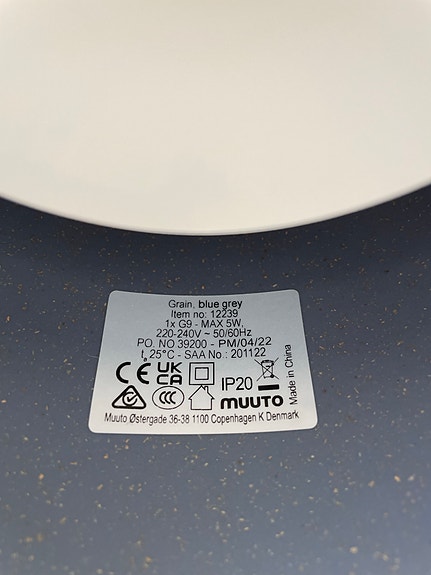 Grain, blue grey
Item no: 12239
1x G9 - MAX 5W,
220-240V ~ 50/60Hz
PO. NO 39200 - PM/04/22
tₐ 25°C - SAA No : 201122
CE UK CA IP20
CCC muuto
Muuto Østergade 36-38 1100 Copenhagen K Denmark
Made in China